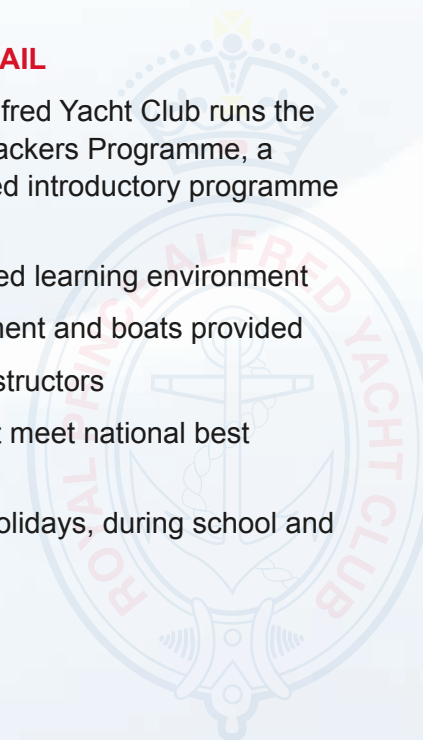 AIL
fred Yacht Club runs the
ackers Programme, a
ed introductory programme
ed learning environment
ment and boats provided
structors
t meet national best
olidays, during school and
ROYAL PRINCE ALFRED YACHT CLUB